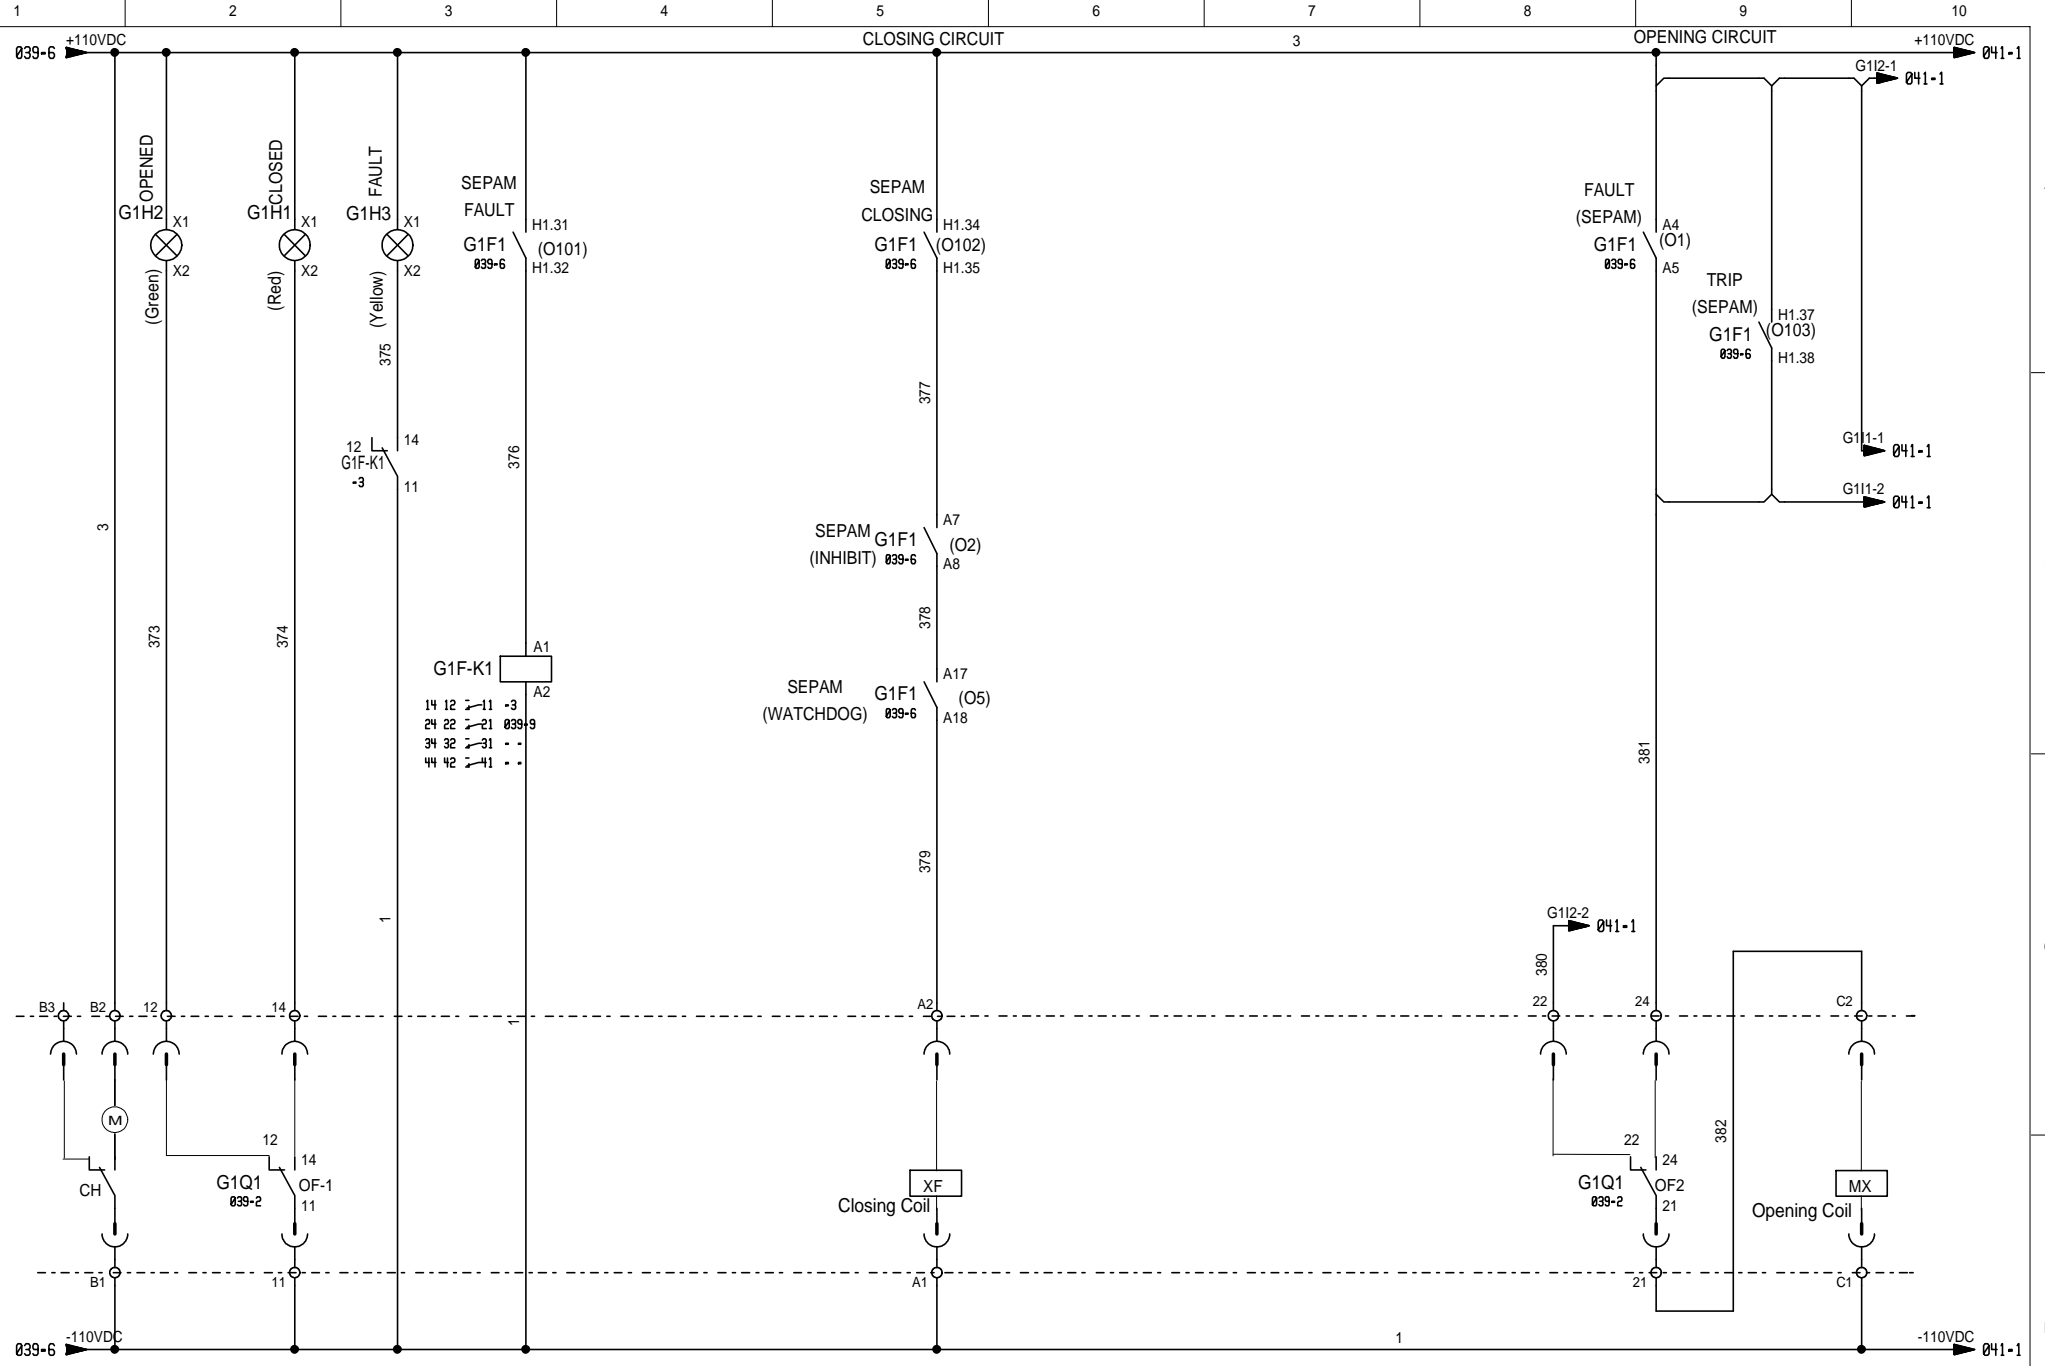 1 2 3 4 5 6 7 8 9 10
+110VDC CLOSING CIRCUIT 3 OPENING CIRCUIT +110VDC
039-6 041-1
G1I2-1
041-1
OPENED
G1H2
X1
X2
(Green)
373
CLOSED
G1H1
X1
X2
(Red)
374
FAULT
G1H3
X1
X2
(Yellow)
375
12 14
G1F-K1
-3
11
1
3
SEPAM
FAULT
H1.31
G1F1 (O101)
039-6
H1.32
376
A1
G1F-K1
A2
14 12 11 -3
24 22 21 039-9
34 32 31 - -
44 42 41 - -
1
SEPAM
CLOSING
H1.34
G1F1 (O102)
039-6
H1.35
377
A7
SEPAM
G1F1 (O2)
(INHIBIT) 039-6
A8
378
A17
SEPAM
G1F1 (O5)
(WATCHDOG) 039-6
A18
379
FAULT
(SEPAM)
A4
(O1)
G1F1
039-6
A5
TRIP
(SEPAM)
H1.37
(O103)
G1F1
039-6
H1.38
G1I1-1
041-1
G1I1-2
041-1
381
G1I2-2
041-1
380
382
B3 B2 12 14 A2 22 24 C2
M
CH
12
14
G1Q1 OF-1
039-2
11
XF
Closing Coil
22
24
G1Q1 OF2
039-2
21
MX
Opening Coil
B1 11 A1 21 C1
-110VDC 1 -110VDC
039-6 041-1